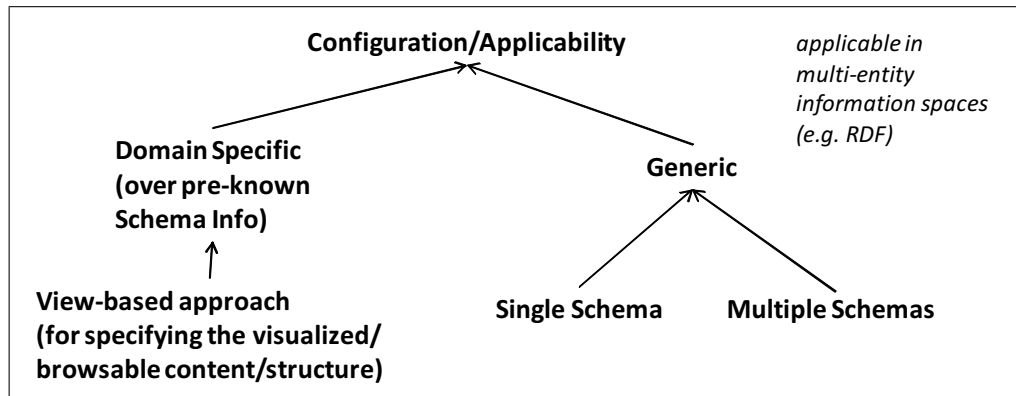 Configuration/Applicability
applicable in
multi-entity
information spaces
(e.g. RDF)
Domain Specific
(over pre-known
Schema Info)
Generic
View-based approach
(for specifying the visualized/
browsable content/structure)
Single Schema
Multiple Schemas